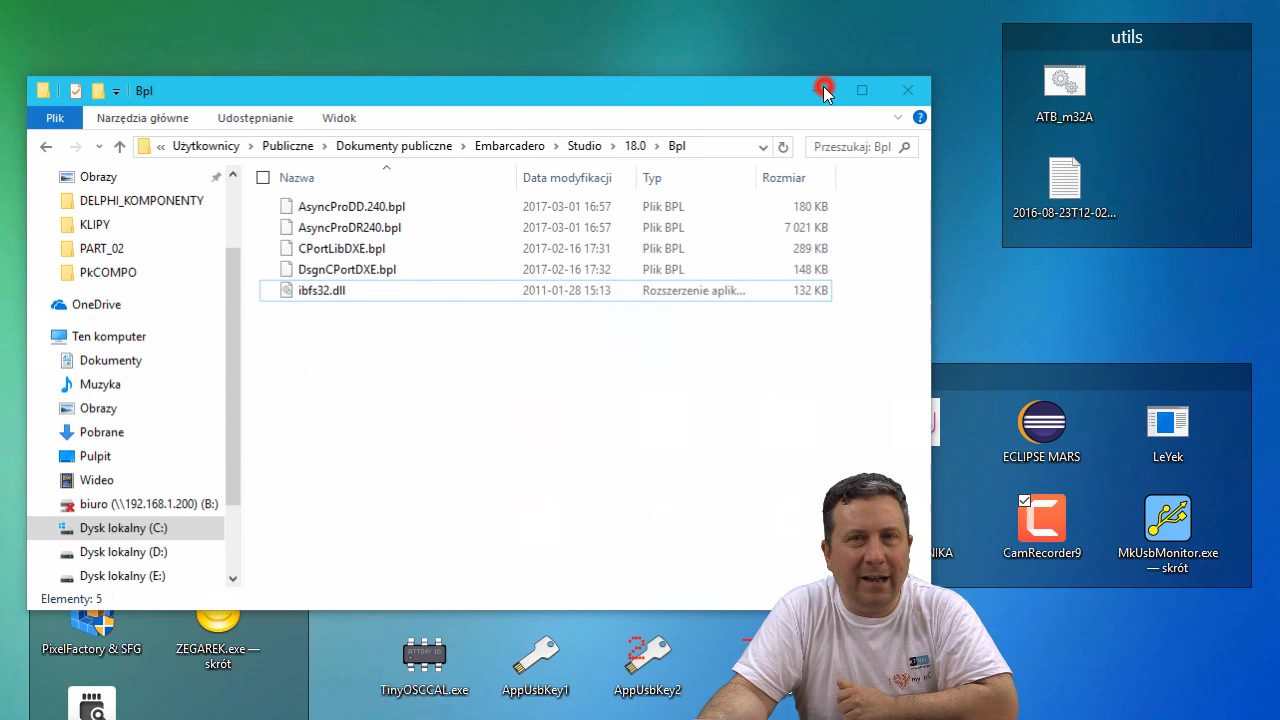 utils
ATB_m32A
2016-08-23T12-02...
Bpl
Plik Narzędzia główne Udostępnianie Widok
« Użytkownicy > Publiczne > Dokumenty publiczne > Embarcadero > Studio > 18.0 > Bpl
Przeszukaj: Bpl
Obrazy
DELPHI_KOMPONENTY
KLIPY
PART_02
PkCOMPO
OneDrive
Ten komputer
Dokumenty
Muzyka
Obrazy
Pobrane
Pulpit
Wideo
biuro (\\192.168.1.200) (B:)
Dysk lokalny (C:)
Dysk lokalny (D:)
Dysk lokalny (E:)
Nazwa Data modyfikacji Typ Rozmiar
AsyncProDD240.bpl 2017-03-01 16:57 Plik BPL 180 KB
AsyncProDR240.bpl 2017-03-01 16:57 Plik BPL 7 021 KB
CPortLibDXE.bpl 2017-02-16 17:31 Plik BPL 289 KB
DsgnCPortDXE.bpl 2017-02-16 17:32 Plik BPL 148 KB
ibfs32.dll 2011-01-28 15:13 Rozszerzenie aplik... 132 KB
Elementy: 5
ECLIPSE MARS
LeYek
NIKA
CamRecorder9
MkUsbMonitor.exe
— skrót
PixelFactory & SFG
ZEGAREK.exe —
skrót
ATTINY 10
TinyOSCCAL.exe
AppUsbKey1
2
AppUsbKey2
my